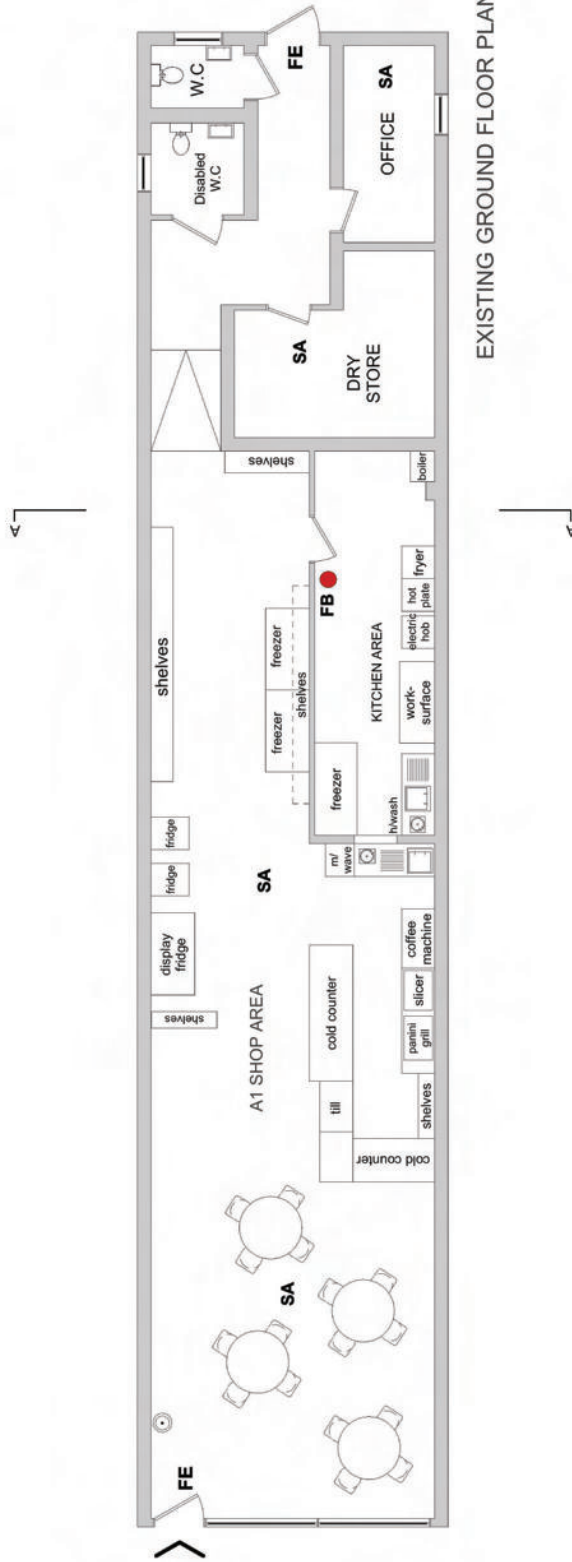 W.C
FE
SA
OFFICE
Disabled
W.C
SA
DRY
STORE
EXISTING GROUND FLOOR PLAN
A
A
shelves
boiler
shelves
freezer
freezer
shelves
FB
fryer
hot
plate
electric
hob
KITCHEN AREA
work-
surface
freezer
h/wash
fridge
fridge
m/
wave
SA
display
fridge
shelves
A1 SHOP AREA
cold counter
coffee
machine
slicer
panini
grill
till
shelves
cold counter
SA
FE